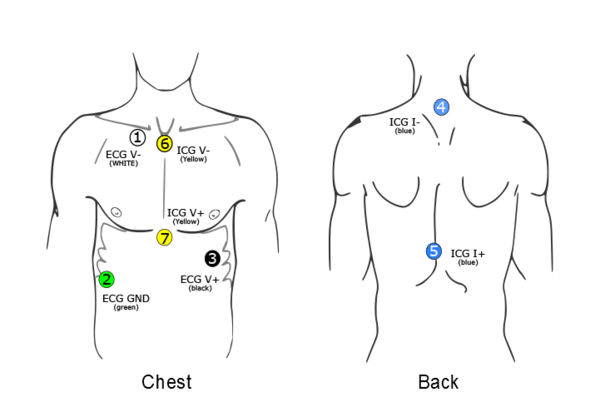 1
ECG V-
(WHITE)
6
ICG V-
(Yellow)
ICG V+
(Yellow)
7
3
ECG V+
(black)
2
ECG GND
(green)
Chest
4
ICG I-
(blue)
5
ICG I+
(blue)
Back